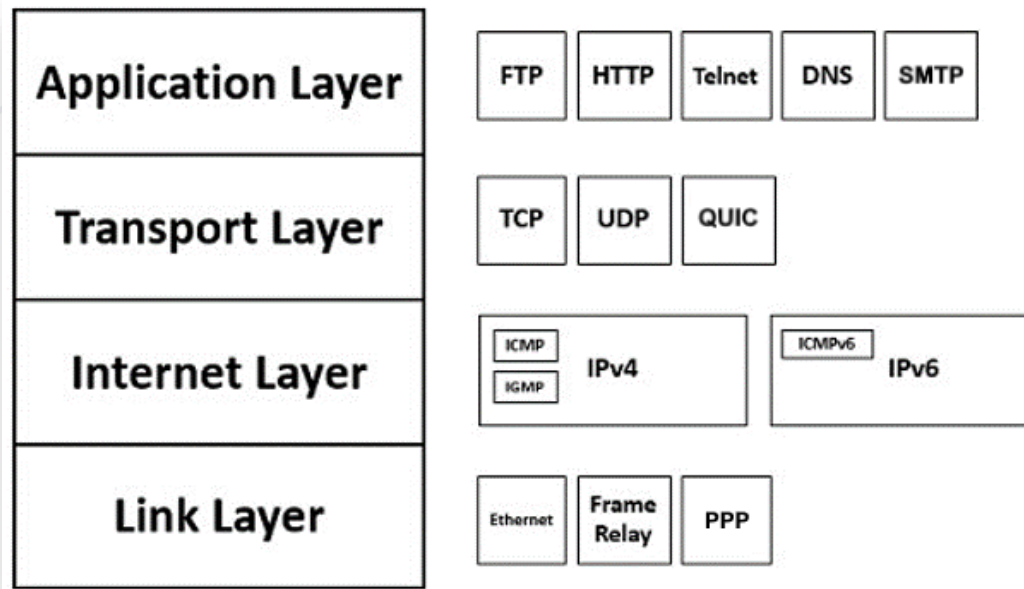 Application Layer
FTP
HTTP
Telnet
DNS
SMTP
Transport Layer
TCP
UDP
QUIC
Internet Layer
ICMP
IGMP
IPv4
ICMPv6
IPv6
Link Layer
Ethernet
Frame
Relay
PPP